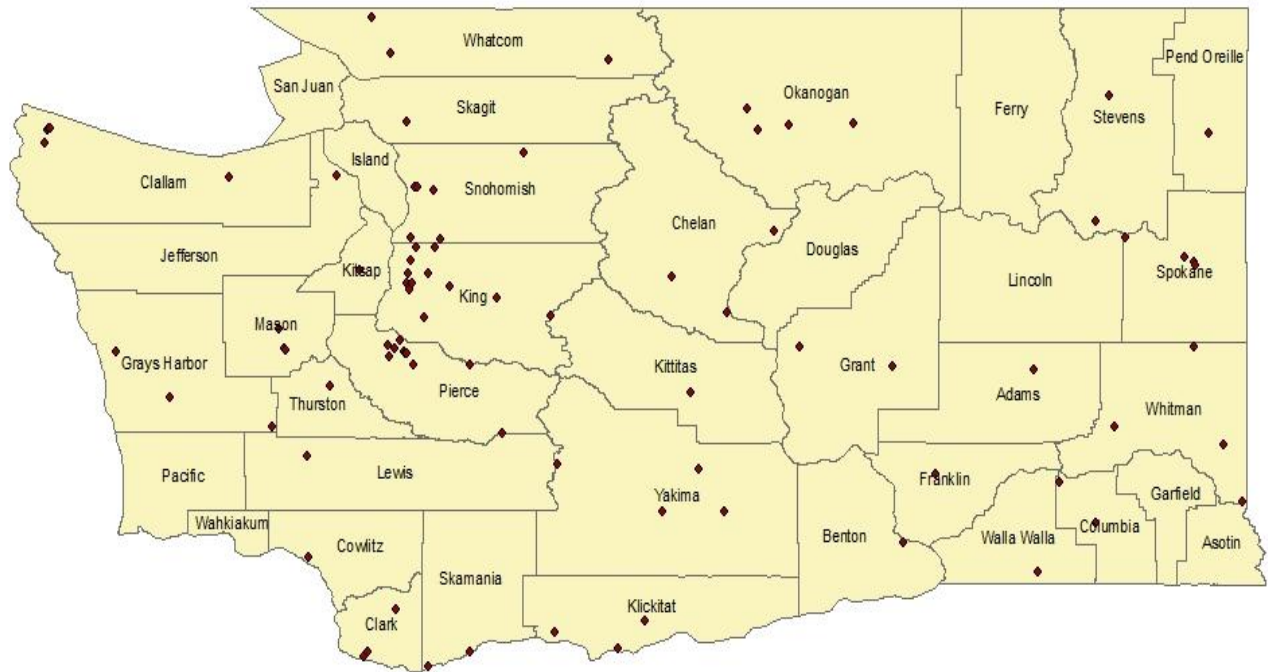 Whatcom
Pend Oreille
San Juan
Okanogan
Skagit
Ferry
Stevens
Island
Clallam
Snohomish
Chelan
Douglas
Jefferson
Kitsap
Lincoln
Spokane
King
Mason
Grays Harbor
Kittitas
Grant
Pierce
Adams
Thurston
Whitman
Pacific
Lewis
Franklin
Yakima
Garfield
Wahkiakum
Columbia
Cowlitz
Benton
Walla Walla
Asotin
Skamania
Klickitat
Clark